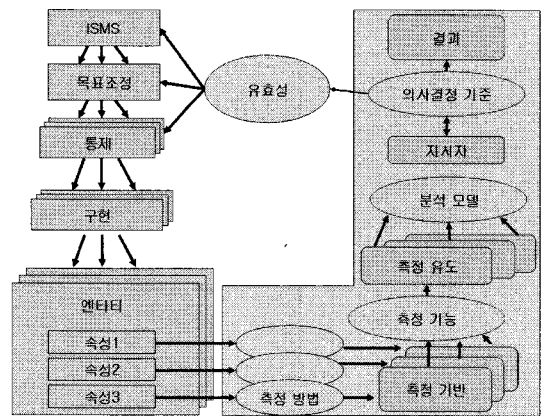 ISMS
목표조정
통제
구현
엔타티
속성1
속성2
속성3
유효성
결과
의사결정 기준
지시자
분석 모델
측정 유도
측정 기능
측정 방법
측정 기반